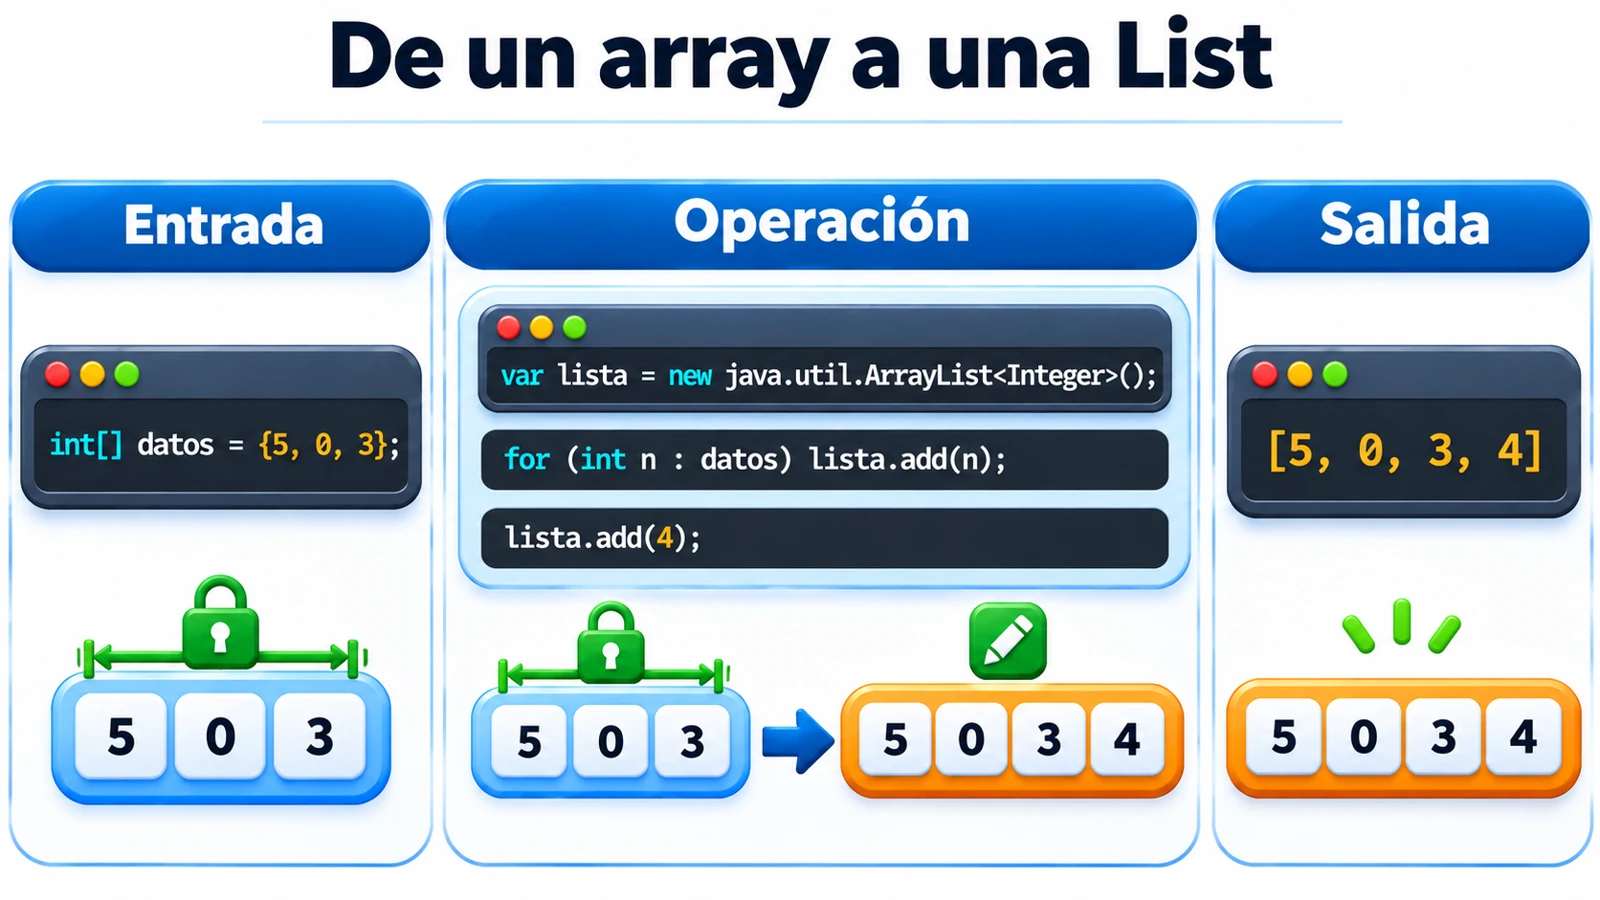 De un array a una List
Entrada
int[] datos = {5, 0, 3};
5 0 3
Operación
var lista = new java.util.ArrayList<Integer>();
for (int n : datos) lista.add(n);
lista.add(4);
5 0 3
5 0 3 4
Salida
[5, 0, 3, 4]
5 0 3 4